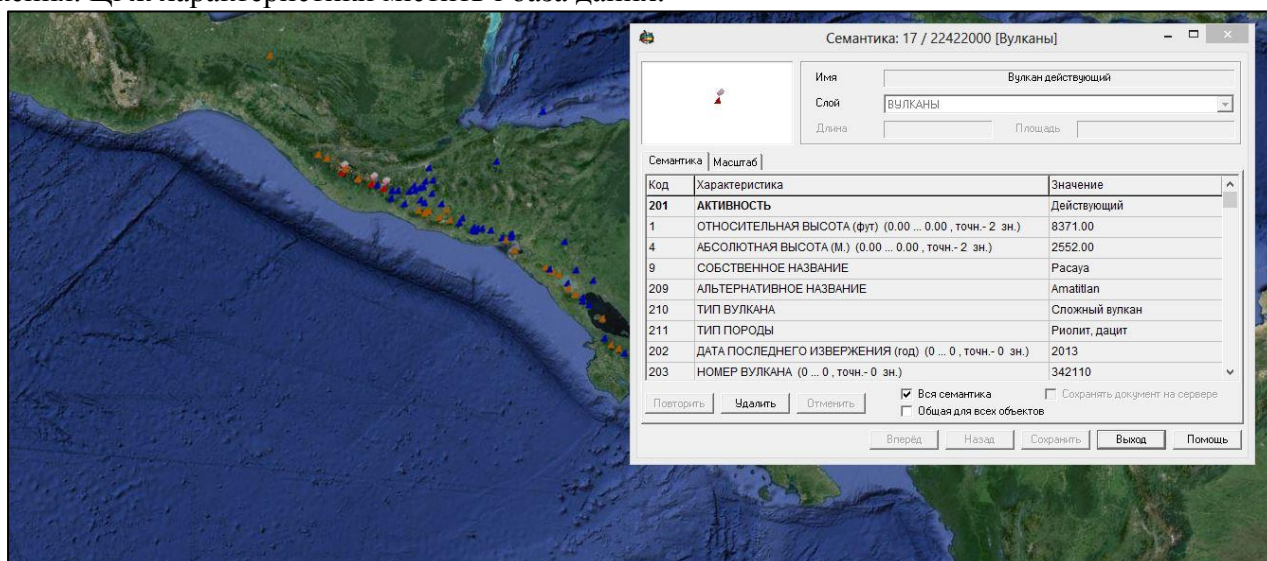 Семантика: 17 / 22422000 [Вулканы]
Имя Вулкан действующий
Слой ВУЛКАНЫ
Длина Площадь
Семантика Масштаб
Код Характеристика Значение
201 АКТИВНОСТЬ Действующий
1 ОТНОСИТЕЛЬНАЯ ВЫСОТА (фут) (0.00 ... 0.00 , точн.- 2 зн.) 8371.00
4 АБСОЛЮТНАЯ ВЫСОТА (М.) (0.00 ... 0.00 , точн.- 2 зн.) 2552.00
9 СОБСТВЕННОЕ НАЗВАНИЕ Pacaya
209 АЛЬТЕРНАТИВНОЕ НАЗВАНИЕ Amatitlan
210 ТИП ВУЛКАНА Сложный вулкан
211 ТИП ПОРОДЫ Риолит, дацит
202 ДАТА ПОСЛЕДНЕГО ИЗВЕРЖЕНИЯ (год) (0 ... 0 , точн.- 0 зн.) 2013
203 НОМЕР ВУЛКАНА (0 ... 0 , точн.- 0 зн.) 342110
Повторить Удалить Отменить Вся семантика Сохранять документ на сервере
Общая для всех объектов
Вперёд Назад Сохранить Выход Помощь